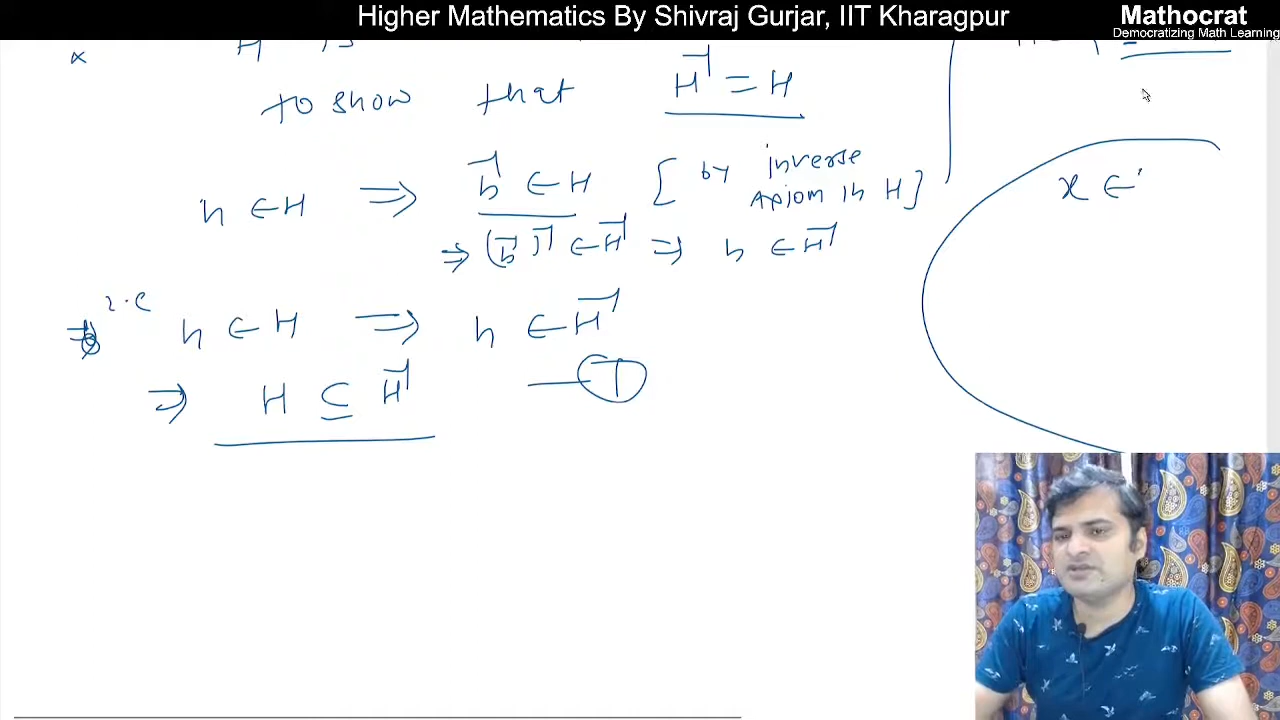 Higher Mathematics By Shivraj Gurjar, IIT Kharagpur
Mathocrat
Democratizing Math Learning
H is
to show that H⁻¹ = H
h ∈ H ⇒ h⁻¹ ∈ H [by inverse axiom in H]
⇒ (h⁻¹)⁻¹ ∈ H⁻¹ ⇒ h ∈ H⁻¹
i.e h ∈ H ⇒ h ∈ H⁻¹
⇒ H ⊆ H⁻¹ — I
x ∈